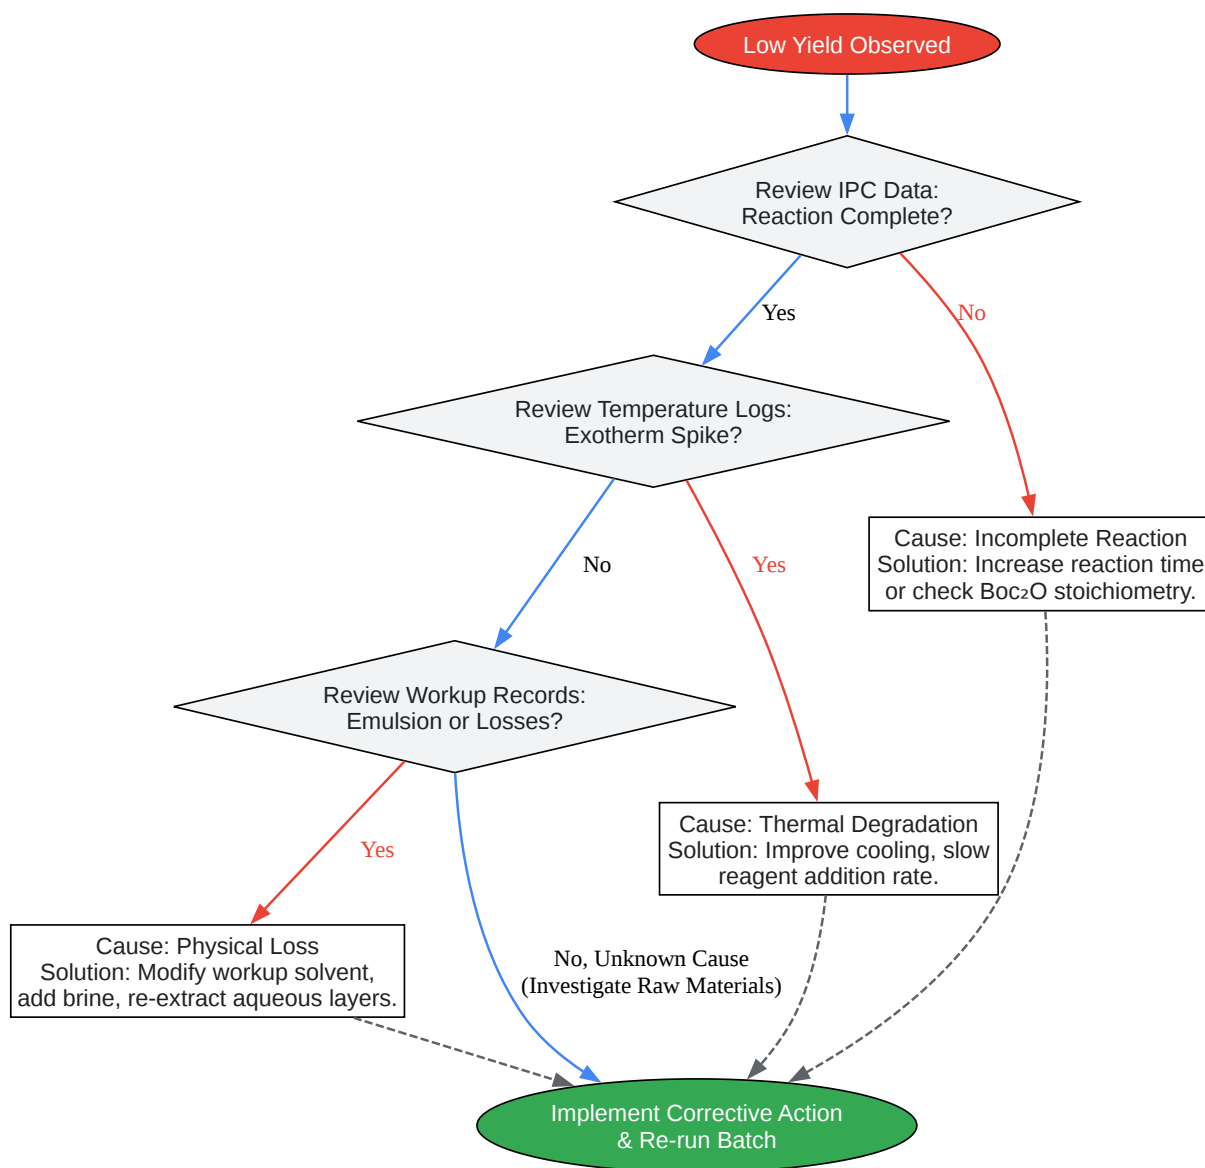 Low Yield Observed
Review IPC Data:
Reaction Complete?
Yes
No
Review Temperature Logs:
Exotherm Spike?
No
Yes
Cause: Incomplete Reaction
Solution: Increase reaction time
or check Boc₂O stoichiometry.
Review Workup Records:
Emulsion or Losses?
Yes
Cause: Thermal Degradation
Solution: Improve cooling, slow
reagent addition rate.
Cause: Physical Loss
Solution: Modify workup solvent,
add brine, re-extract aqueous layers.
No, Unknown Cause
(Investigate Raw Materials)
Implement Corrective Action
& Re-run Batch